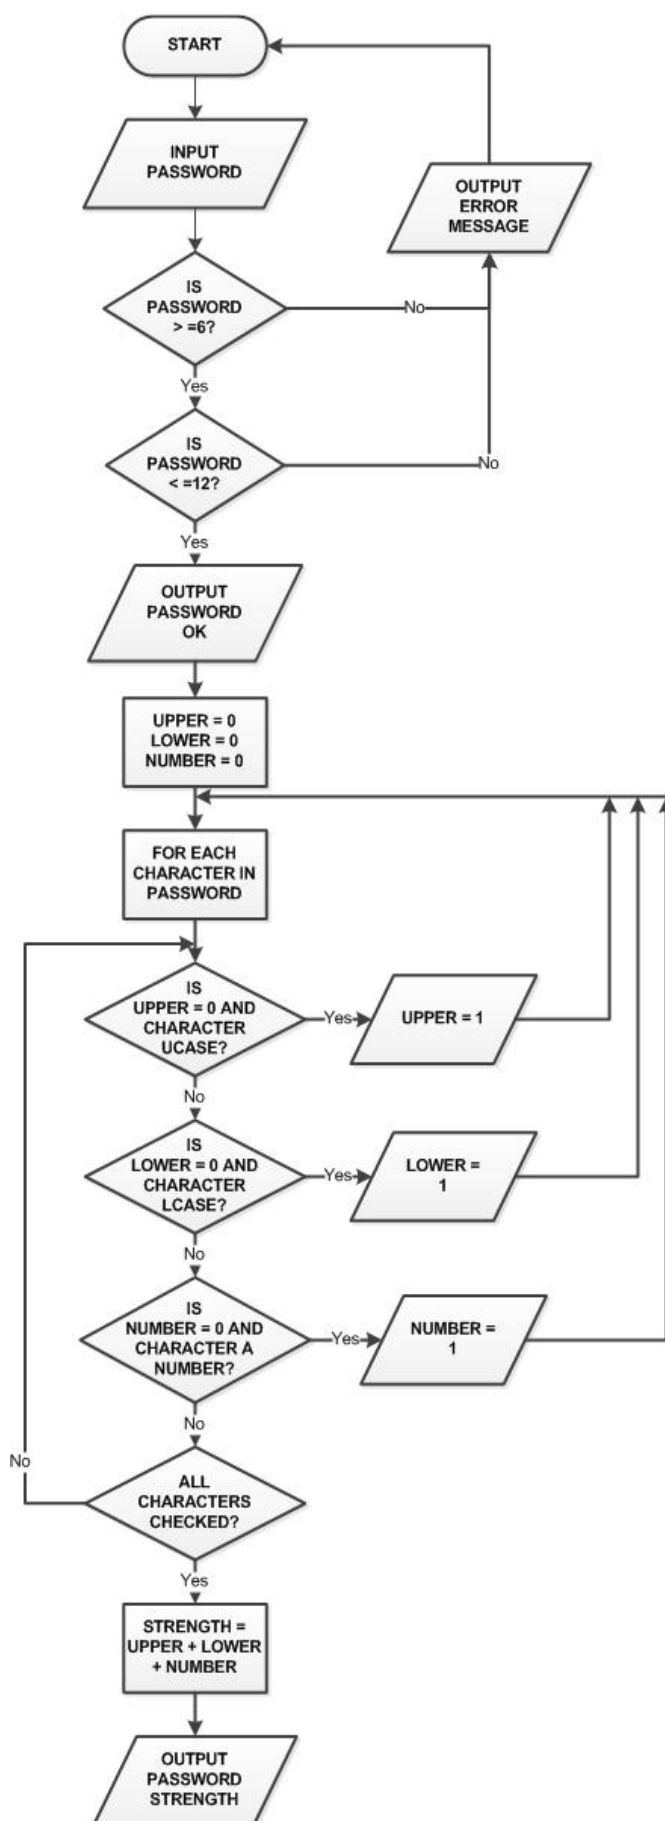 START
INPUT
PASSWORD
OUTPUT
ERROR
MESSAGE
IS
PASSWORD
> =6?
No
Yes
IS
PASSWORD
< =12?
No
Yes
OUTPUT
PASSWORD
OK
UPPER = 0
LOWER = 0
NUMBER = 0
FOR EACH
CHARACTER IN
PASSWORD
IS
UPPER = 0 AND
CHARACTER
UCASE?
Yes
UPPER = 1
No
IS
LOWER = 0 AND
CHARACTER
LCASE?
Yes
LOWER =
1
No
IS
NUMBER = 0 AND
CHARACTER A
NUMBER?
Yes
NUMBER =
1
No
No
ALL
CHARACTERS
CHECKED?
Yes
STRENGTH =
UPPER + LOWER
+ NUMBER
OUTPUT
PASSWORD
STRENGTH